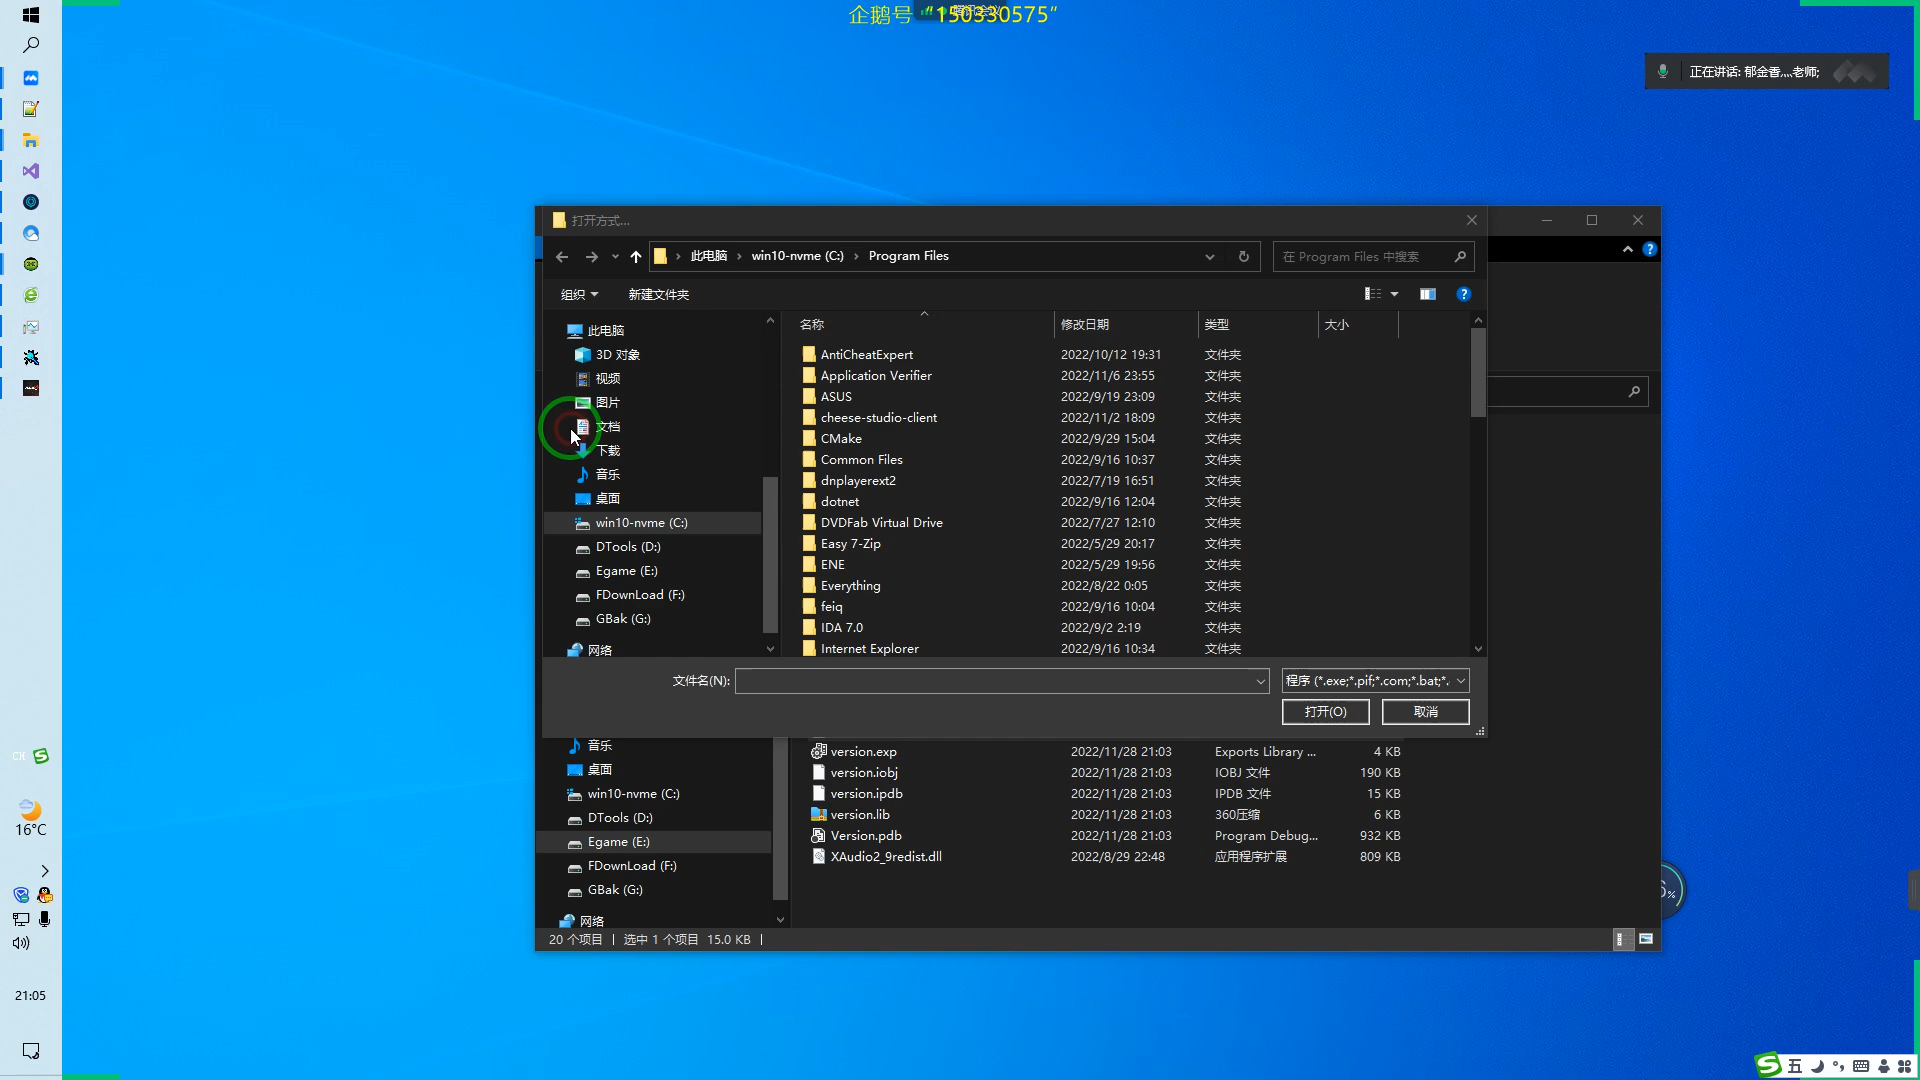 企鹅号 “150330575“
正在讲话: 郁金香灬老师;
打开方式...
此电脑 › win10-nvme (C:) › Program Files
在 Program Files 中搜索
组织
新建文件夹
此电脑
3D 对象
视频
图片
文档
下载
音乐
桌面
win10-nvme (C:)
DTools (D:)
Egame (E:)
FDownLoad (F:)
GBak (G:)
网络
名称 修改日期 类型 大小
AntiCheatExpert 2022/10/12 19:31 文件夹
Application Verifier 2022/11/6 23:55 文件夹
ASUS 2022/9/19 23:09 文件夹
cheese-studio-client 2022/11/2 18:09 文件夹
CMake 2022/9/29 15:04 文件夹
Common Files 2022/9/16 10:37 文件夹
dnplayerext2 2022/7/19 16:51 文件夹
dotnet 2022/9/16 12:04 文件夹
DVDFab Virtual Drive 2022/7/27 12:10 文件夹
Easy 7-Zip 2022/5/29 20:17 文件夹
ENE 2022/5/29 19:56 文件夹
Everything 2022/8/22 0:05 文件夹
feiq 2022/9/16 10:04 文件夹
IDA 7.0 2022/9/2 2:19 文件夹
Internet Explorer 2022/9/16 10:34 文件夹
文件名(N):
程序 (*.exe;*.pif;*.com;*.bat;*.
打开(O)
取消
音乐
桌面
win10-nvme (C:)
DTools (D:)
Egame (E:)
FDownLoad (F:)
GBak (G:)
网络
version.exp 2022/11/28 21:03 Exports Library ... 4 KB
version.iobj 2022/11/28 21:03 IOBJ 文件 190 KB
version.ipdb 2022/11/28 21:03 IPDB 文件 15 KB
version.lib 2022/11/28 21:03 360压缩 6 KB
Version.pdb 2022/11/28 21:03 Program Debug... 932 KB
XAudio2_9redist.dll 2022/8/29 22:48 应用程序扩展 809 KB
20 个项目 | 选中 1 个项目 15.0 KB |
CH
16°C
21:05
五